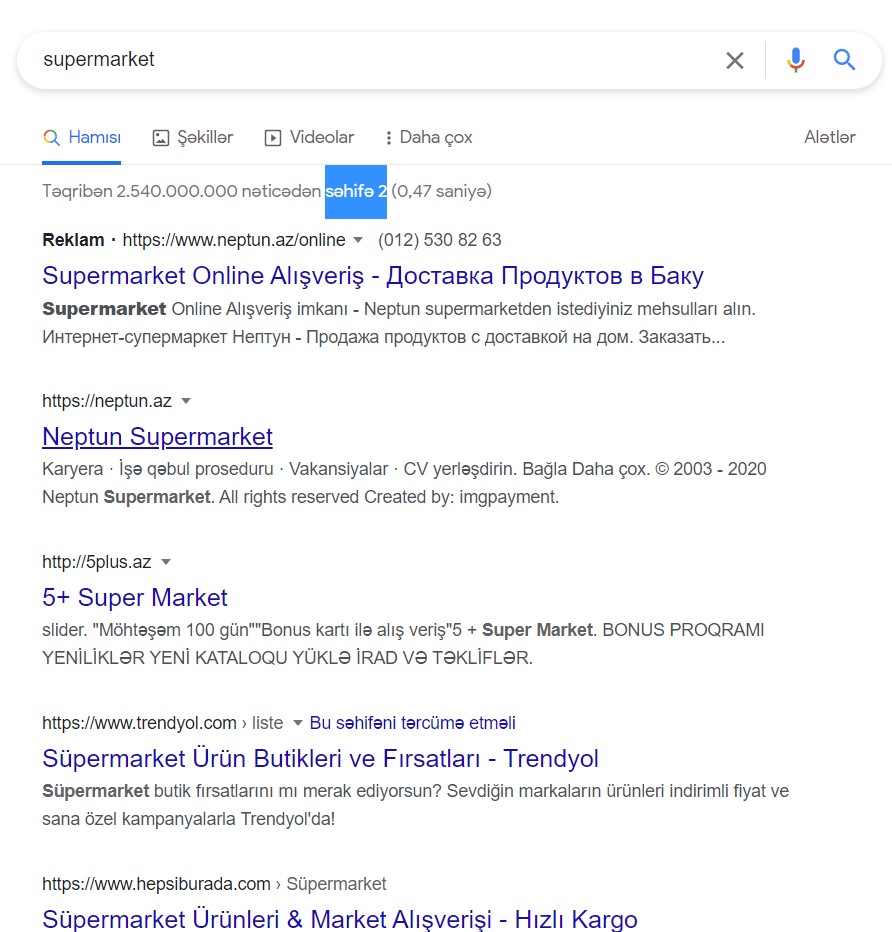 supermarket
Hamısı Şəkillər Videolar Daha çox Alətlər
Təqribən 2.540.000.000 nəticədən səhifə 2 (0,47 saniyə)
Reklam · https://www.neptun.az/online (012) 530 82 63
Supermarket Online Alışveriş - Доставка Продуктов в Баку
Supermarket Online Alışveriş imkanı - Neptun supermarketden istediyiniz mehsulları alın.
Интернет-супермаркет Нептун - Продажа продуктов с доставкой на дом. Заказать...
https://neptun.az
Neptun Supermarket
Karyera · İşə qəbul proseduru · Vakansiyalar · CV yerləşdirin. Bağla Daha çox. © 2003 - 2020
Neptun Supermarket. All rights reserved Created by: imgpayment.
http://5plus.az
5+ Super Market
slider. "Möhtəşəm 100 gün""Bonus kartı ilə alış veriş"5 + Super Market. BONUS PROQRAMI
YENİLİKLƏR YENİ KATALOQU YÜKLƏ İRAD VƏ TƏKLİFLƏR.
https://www.trendyol.com › liste Bu səhifəni tərcümə etməli
Süpermarket Ürün Butikleri ve Fırsatları - Trendyol
Süpermarket butik fırsatlarını mı merak ediyorsun? Sevdiğin markaların ürünleri indirimli fiyat ve
sana özel kampanyalarla Trendyol'da!
https://www.hepsiburada.com › Süpermarket
Süpermarket Ürünleri & Market Alışverişi - Hızlı Kargo